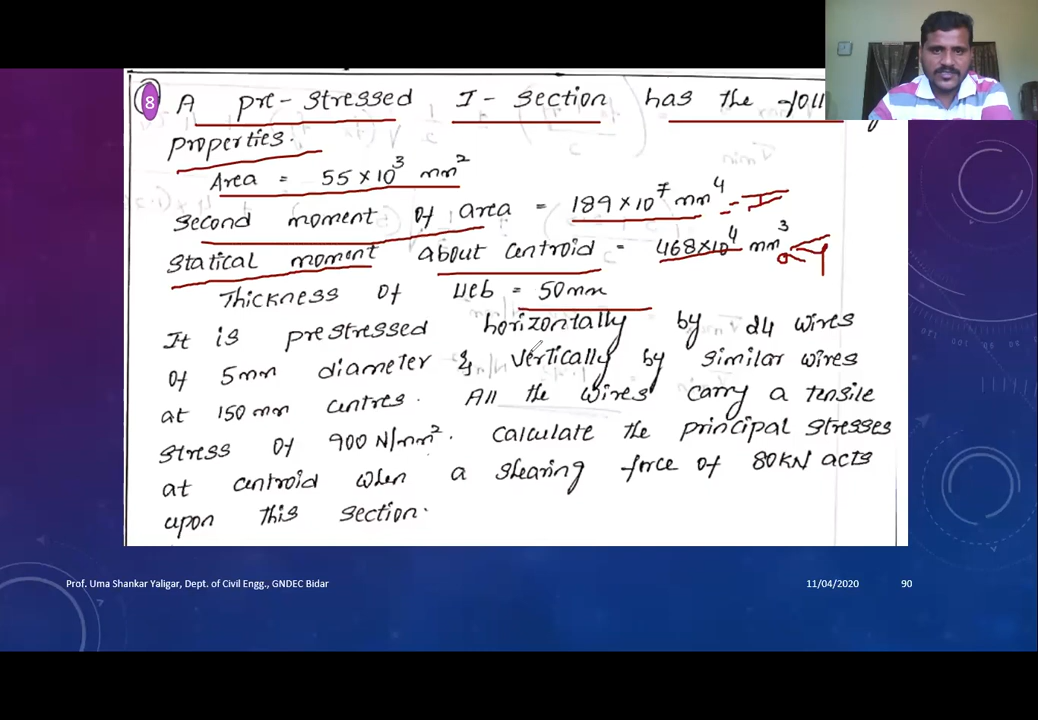 8 A pre-stressed I-section has the foll
properties.
Area = 55×10³ mm²
second moment of area = 189×10⁷ mm⁴ - I
statical moment about centroid = 468×10⁴ mm³
Thickness of web = 50mm
It is prestressed horizontally by 24 wires
of 5mm diameter & vertically by similar wires
at 150mm centres. All the wires carry a tensile
stress of 900 N/mm². calculate the principal stresses
at centroid when a shearing force of 80KN acts
upon this section.
Prof. Uma Shankar Yaligar, Dept. of Civil Engg., GNDEC Bidar
11/04/2020
90